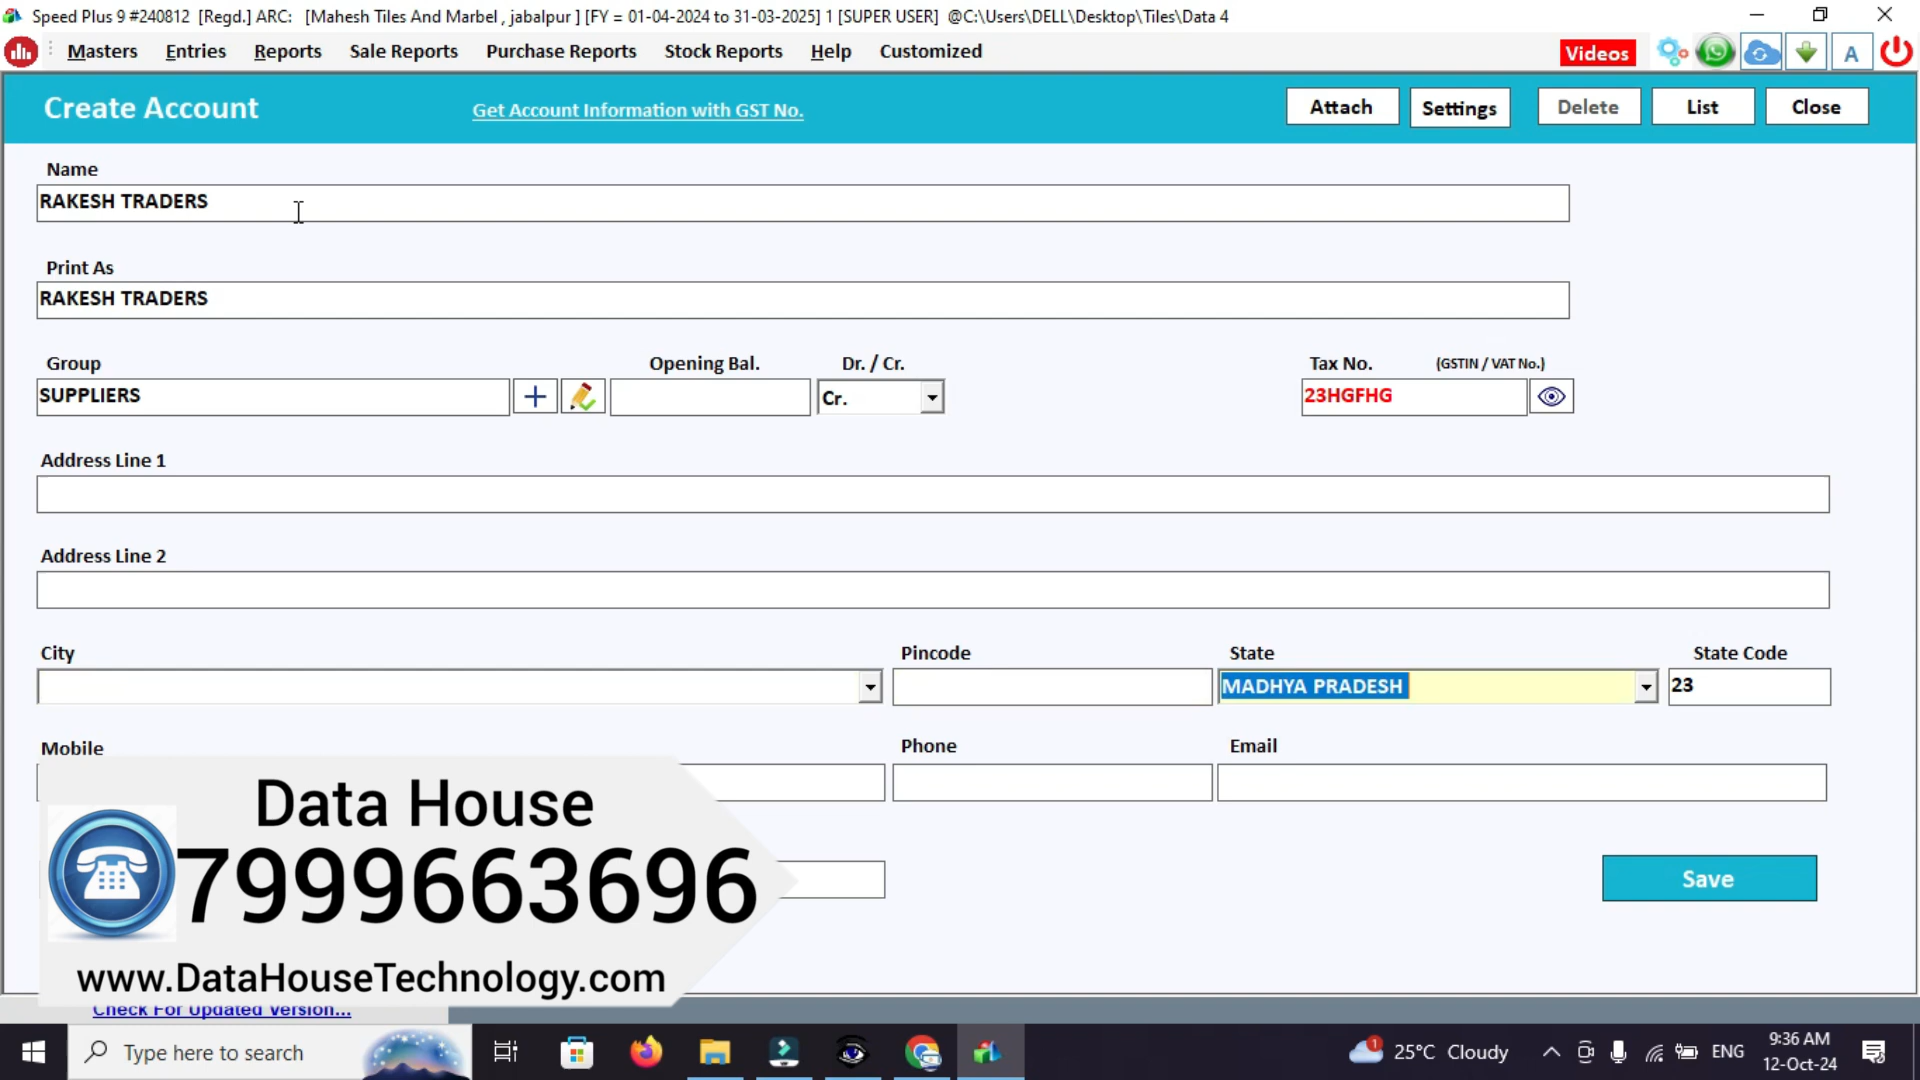 Speed Plus 9 #240812 [Regd.] ARC: [Mahesh Tiles And Marbel , jabalpur ] [FY = 01-04-2024 to 31-03-2025] 1 [SUPER USER] @C:\Users\DELL\Desktop\Tiles\Data 4
Masters Entries Reports Sale Reports Purchase Reports Stock Reports Help Customized Videos A
Create Account Get Account Information with GST No. Attach Settings Delete List Close
Name
RAKESH TRADERS
Print As
RAKESH TRADERS
Group Opening Bal. Dr. / Cr. Tax No. (GSTIN / VAT No.)
SUPPLIERS Cr. 23HGFHG
Address Line 1
Address Line 2
City Pincode State State Code
MADHYA PRADESH 23
Mobile Phone Email
Data House
7999663696
Save
www.DataHouseTechnology.com
Check For Updated Version...
Type here to search 1 25°C Cloudy ENG 9:36 AM
12-Oct-24